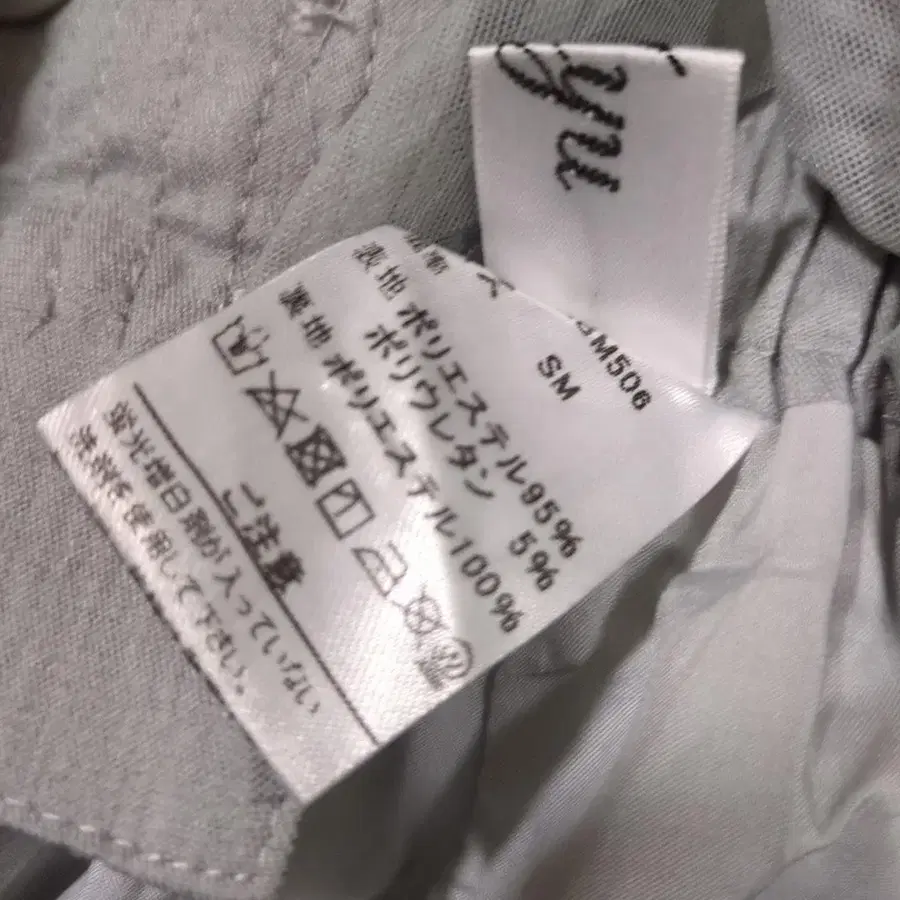 SM
表地 ポリエステル95%
ポリウレタン 5%
裏地 ポリエステル100%
ご注意
蛍光増白剤が入っていない
洗剤を使用して下さい。